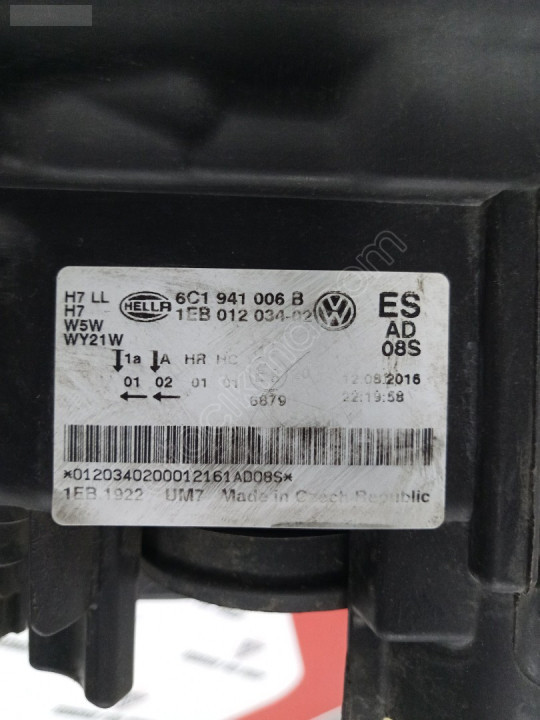 H7 LL
H7
W5W
WY21W
HELLA
6C1 941 006 B
1EB 012 034-02
ES
AD
08S
1a A HR HC
01 02 01 01
6879
12.08.2016
22:19:58
*0120340200012161AD08S*
1EB.1922 UM7 Made in Czech Republic